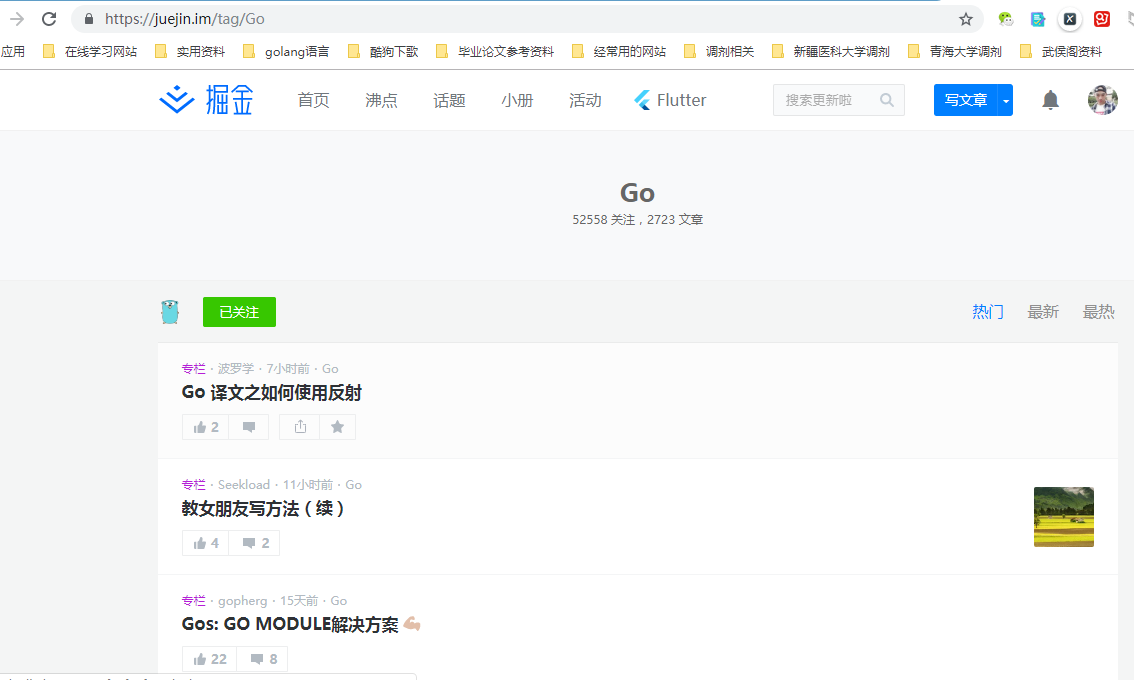 https://juejin.im/tag/Go
应用 在线学习网站 实用资料 golang语言 酷狗下歌 毕业论文参考资料 经常用的网站 调剂相关 新疆医科大学调剂 青海大学调剂 武侯阁资料
掘金 首页 沸点 话题 小册 活动 Flutter 搜索更新啦 写文章
Go
52558 关注，2723 文章
已关注 热门 最新 最热
专栏 · 波罗学 · 7小时前 · Go
Go 译文之如何使用反射
2
专栏 · Seekload · 11小时前 · Go
教女朋友写方法（续）
4 2
专栏 · gopherg · 15天前 · Go
Gos: GO MODULE解决方案
22 8